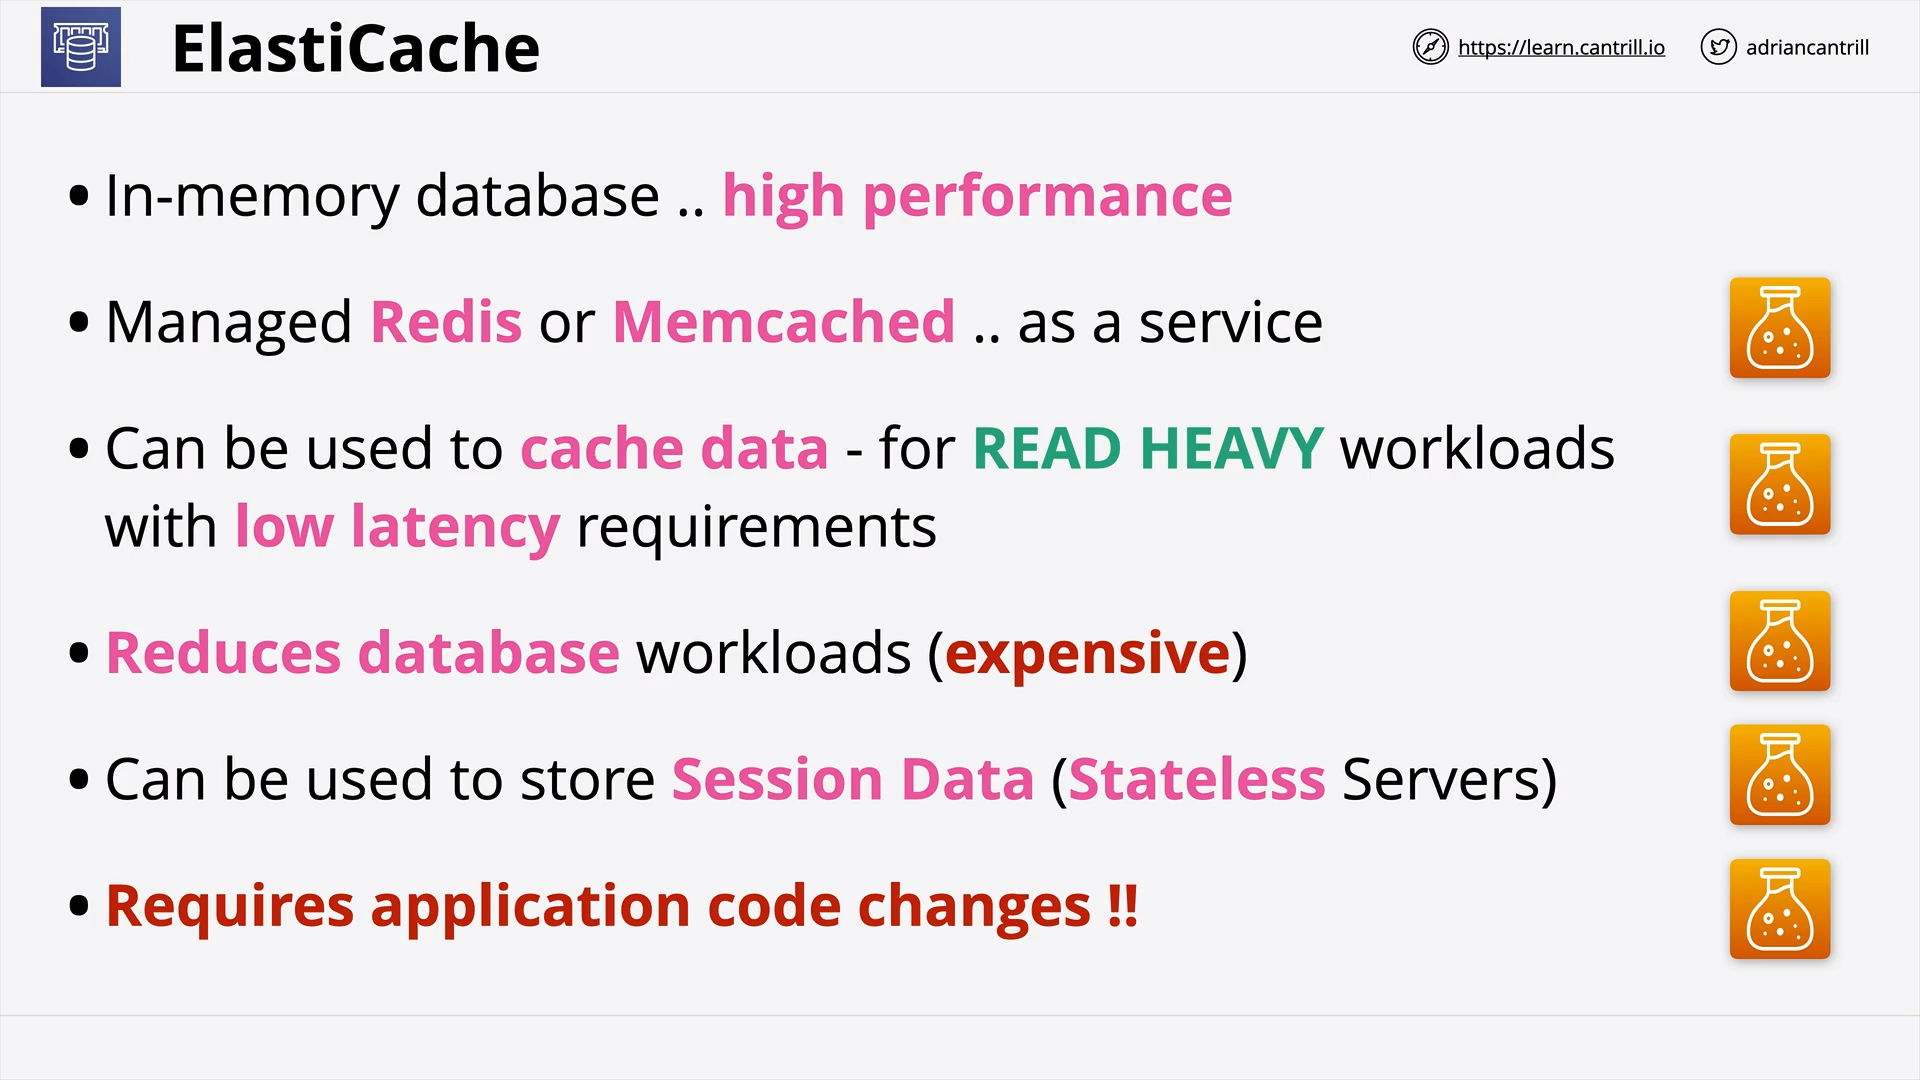 ElastiCache
https://learn.cantrill.io
adriancantrill
• In-memory database .. high performance
• Managed Redis or Memcached .. as a service
• Can be used to cache data - for READ HEAVY workloads
with low latency requirements
• Reduces database workloads (expensive)
• Can be used to store Session Data (Stateless Servers)
• Requires application code changes !!